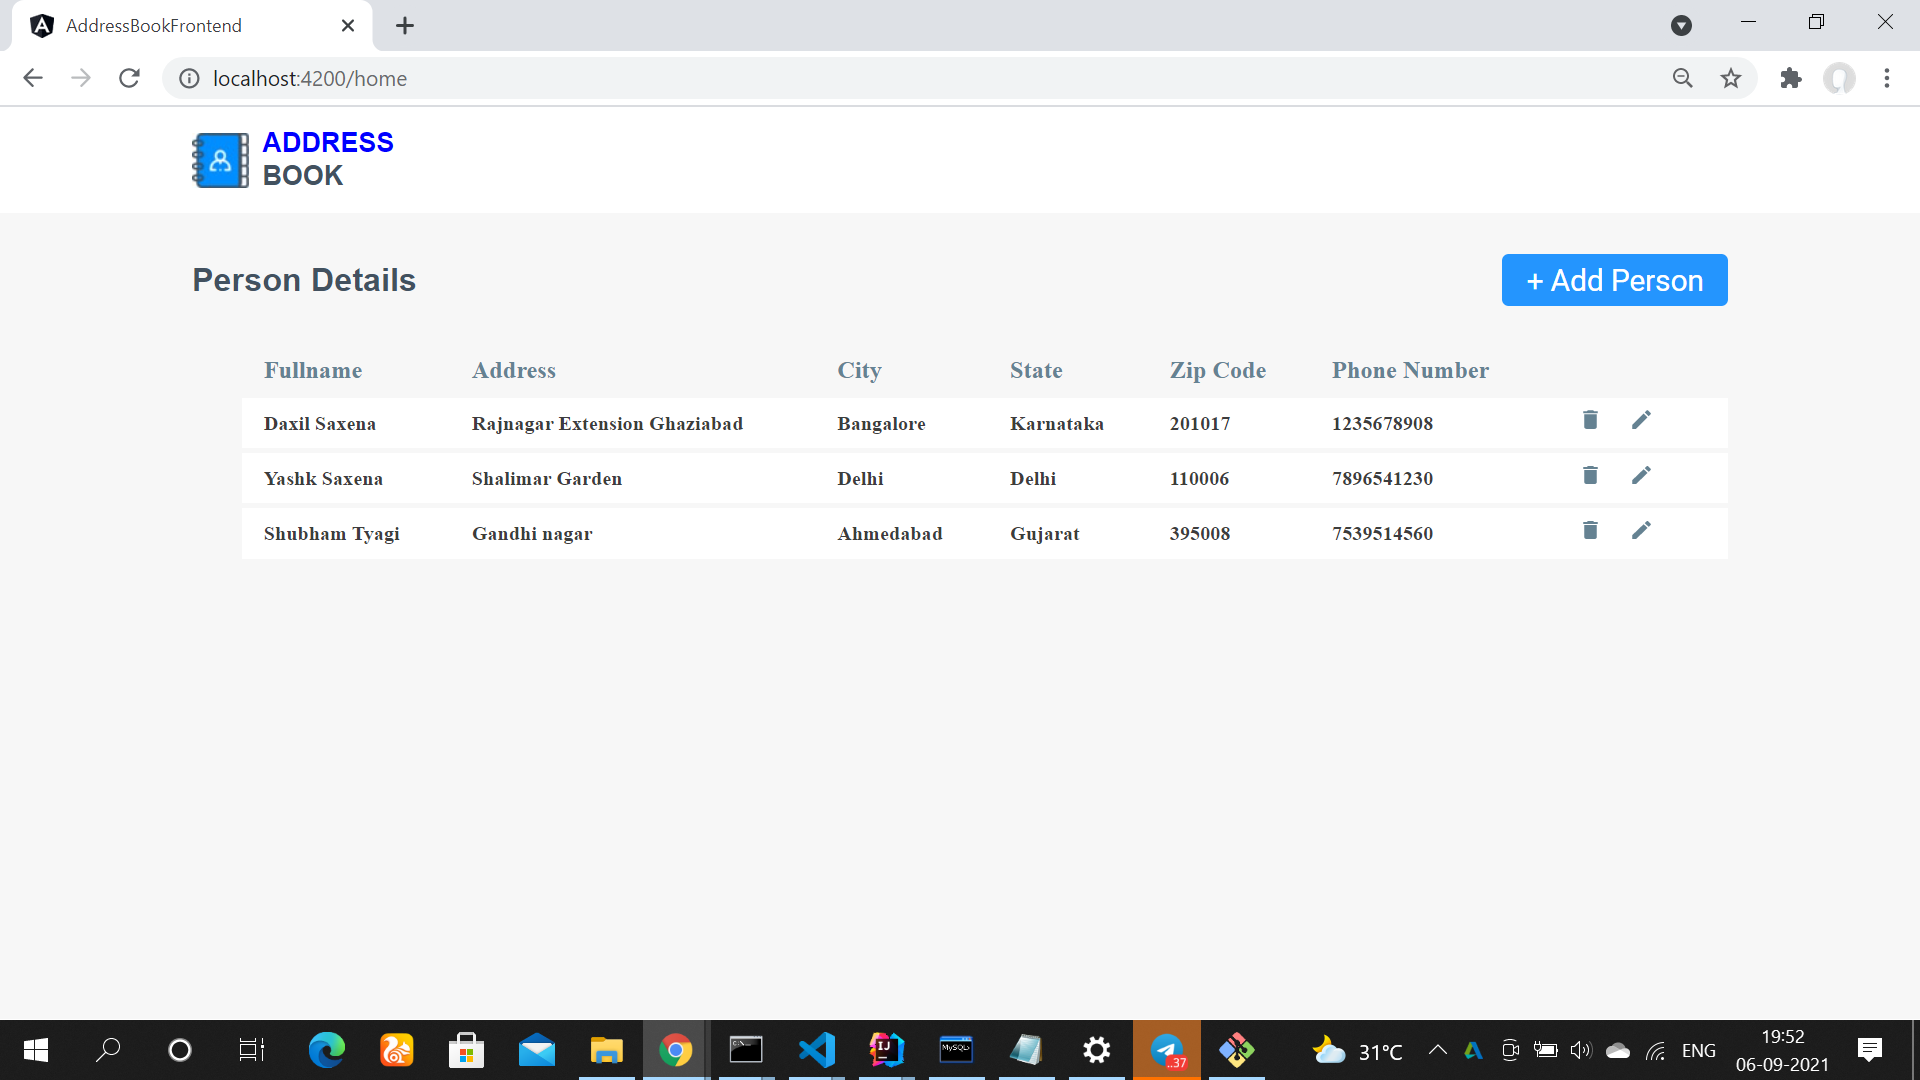 AddressBookFrontend
localhost:4200/home
ADDRESS
BOOK
Person Details
+ Add Person
Fullname Address City State Zip Code Phone Number
Daxil Saxena Rajnagar Extension Ghaziabad Bangalore Karnataka 201017 1235678908
Yashk Saxena Shalimar Garden Delhi Delhi 110006 7896541230
Shubham Tyagi Gandhi nagar Ahmedabad Gujarat 395008 7539514560
C:\.
IJ
MySQL
..37
31°C
ENG
19:52
06-09-2021